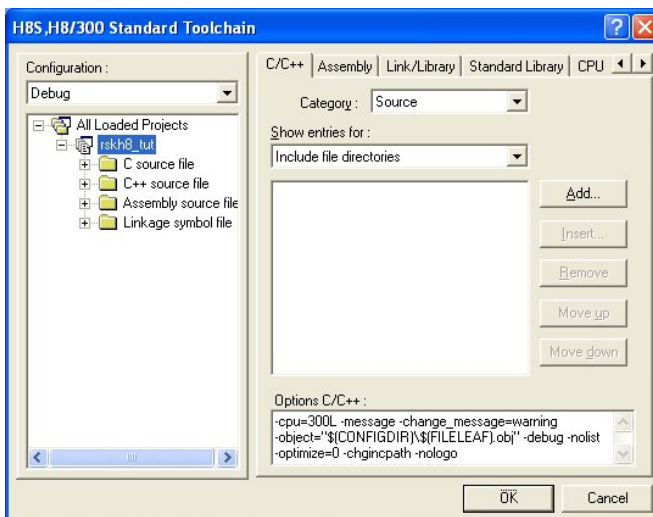 H8S,H8/300 Standard Toolchain
Configuration :
Debug
All Loaded Projects
rskh8_tut
C source file
C++ source file
Assembly source file
Linkage symbol file
C/C++ Assembly Link/Library Standard Library CPU
Category : Source
Show entries for :
Include file directories
Add...
Insert...
Remove
Move up
Move down
Options C/C++ :
-cpu=300L -message -change_message=warning
-object="$(CONFIGDIR)\$(FILELEAF).obj" -debug -nolist
-optimize=0 -chgincpath -nologo
OK Cancel